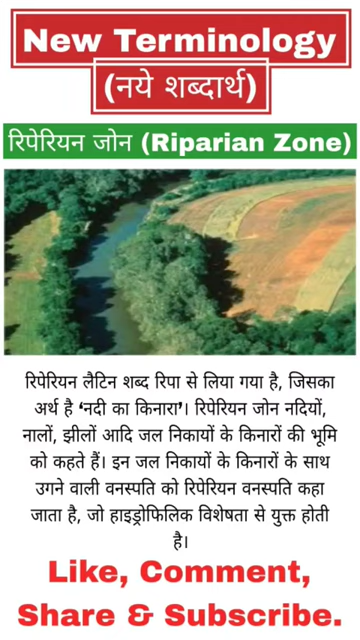 New Terminology
(नये शब्दार्थ)
रिपेरियन जोन (Riparian Zone)
रिपेरियन लैटिन शब्द रिपा से लिया गया है, जिसका
अर्थ है ‘नदी का किनारा’। रिपेरियन जोन नदियों,
नालों, झीलों आदि जल निकायों के किनारों की भूमि
को कहते हैं। इन जल निकायों के किनारों के साथ
उगने वाली वनस्पति को रिपेरियन वनस्पति कहा
जाता है, जो हाइड्रोफिलिक विशेषता से युक्त होती
है।
Like, Comment,
Share & Subscribe.